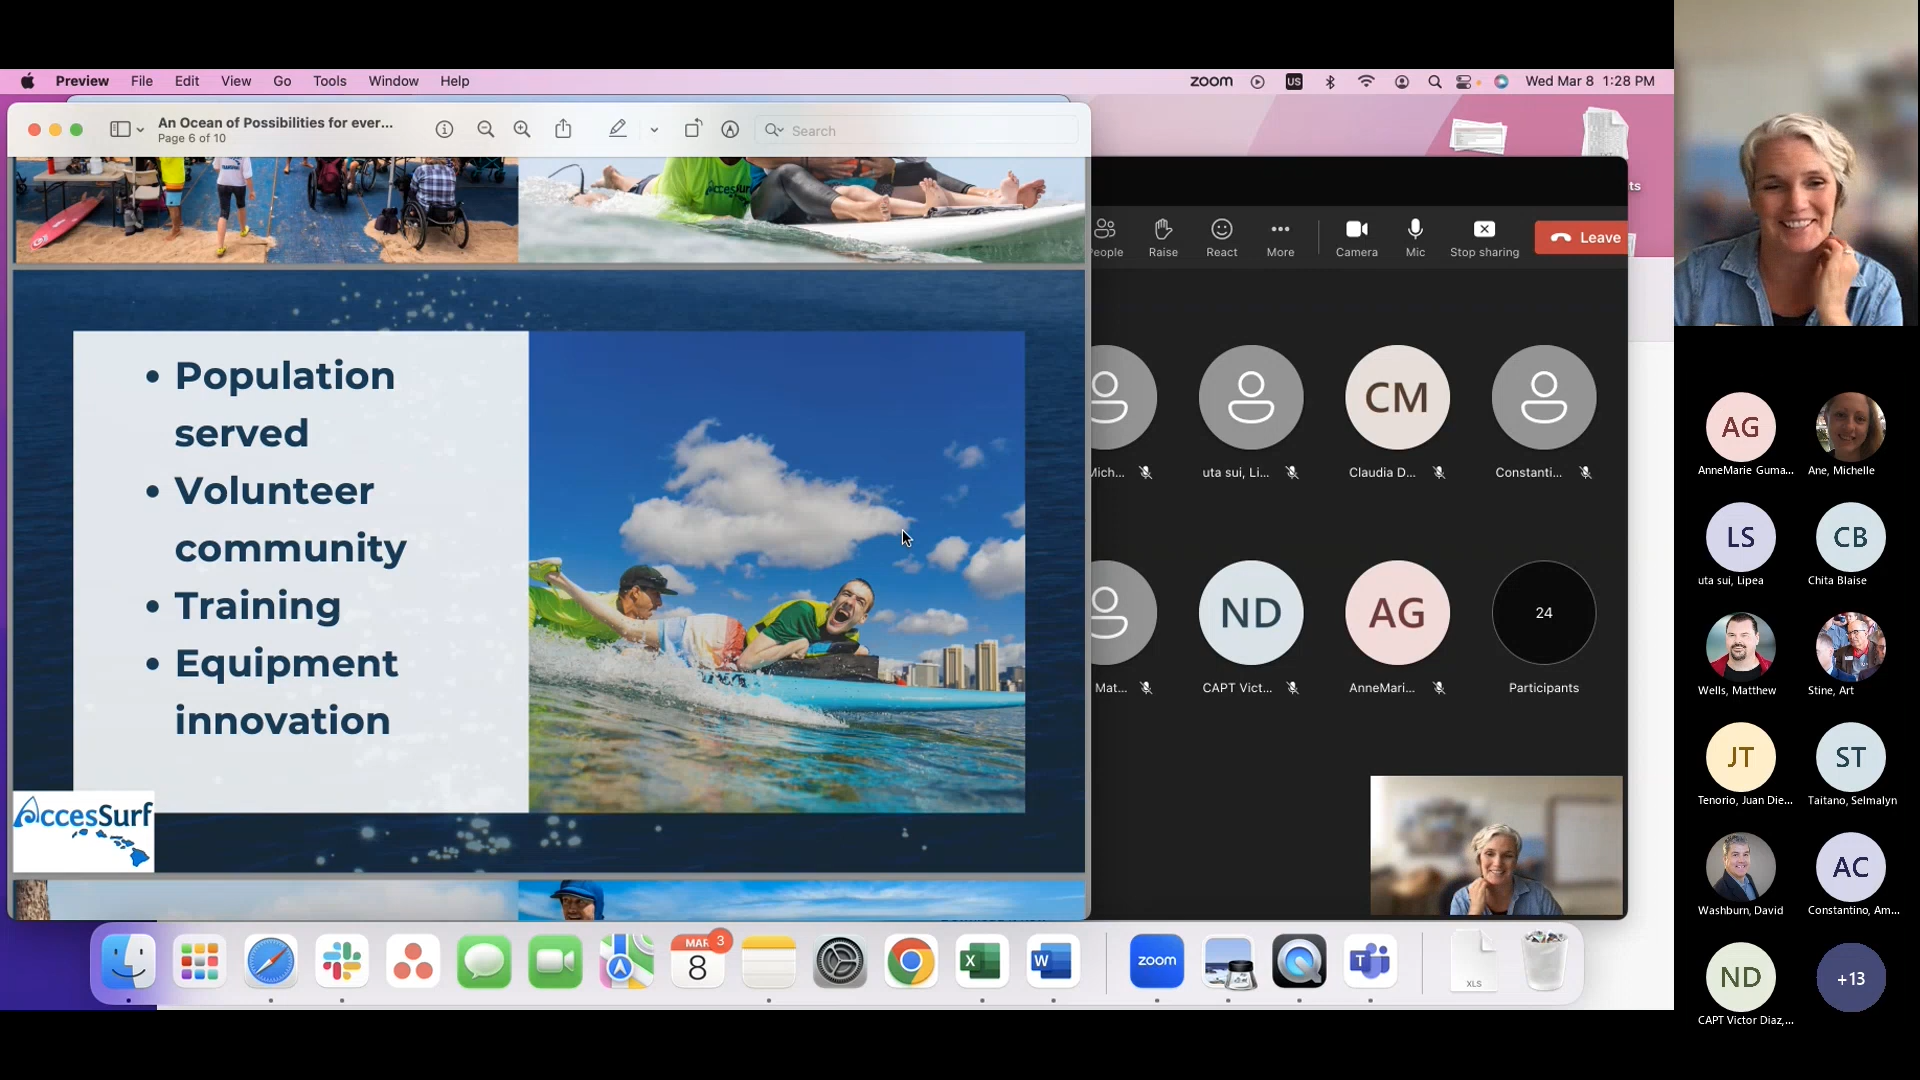 Preview File Edit View Go Tools Window Help
zoom US Wed Mar 8 1:28 PM
An Ocean of Possibilities for ever...
Page 6 of 10
Search
AccesSurf
ts
People Raise React More Camera Mic Stop sharing Leave
• Population
served
• Volunteer
community
• Training
• Equipment
innovation
AccesSurf
CM
Mich... uta sui, Li... Claudia D... Constanti...
ND AG 24
Mat... CAPT Vict... AnneMari... Participants
AG
AnneMarie Guma... Ane, Michelle
LS CB
uta sui, Lipea Chita Blaise
Wells, Matthew Stine, Art
JT ST
Tenorio, Juan Die... Taitano, Selmalyn
AC
Washburn, David Constantino, Am...
ND +13
CAPT Victor Diaz,...
MAR 3
8
X W zoom T
XLS